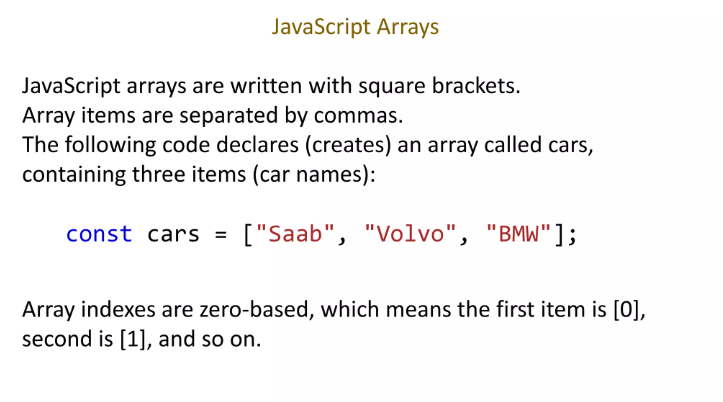 JavaScript Arrays
JavaScript arrays are written with square brackets.
Array items are separated by commas.
The following code declares (creates) an array called cars,
containing three items (car names):
const cars = ["Saab", "Volvo", "BMW"];
Array indexes are zero-based, which means the first item is [0],
second is [1], and so on.